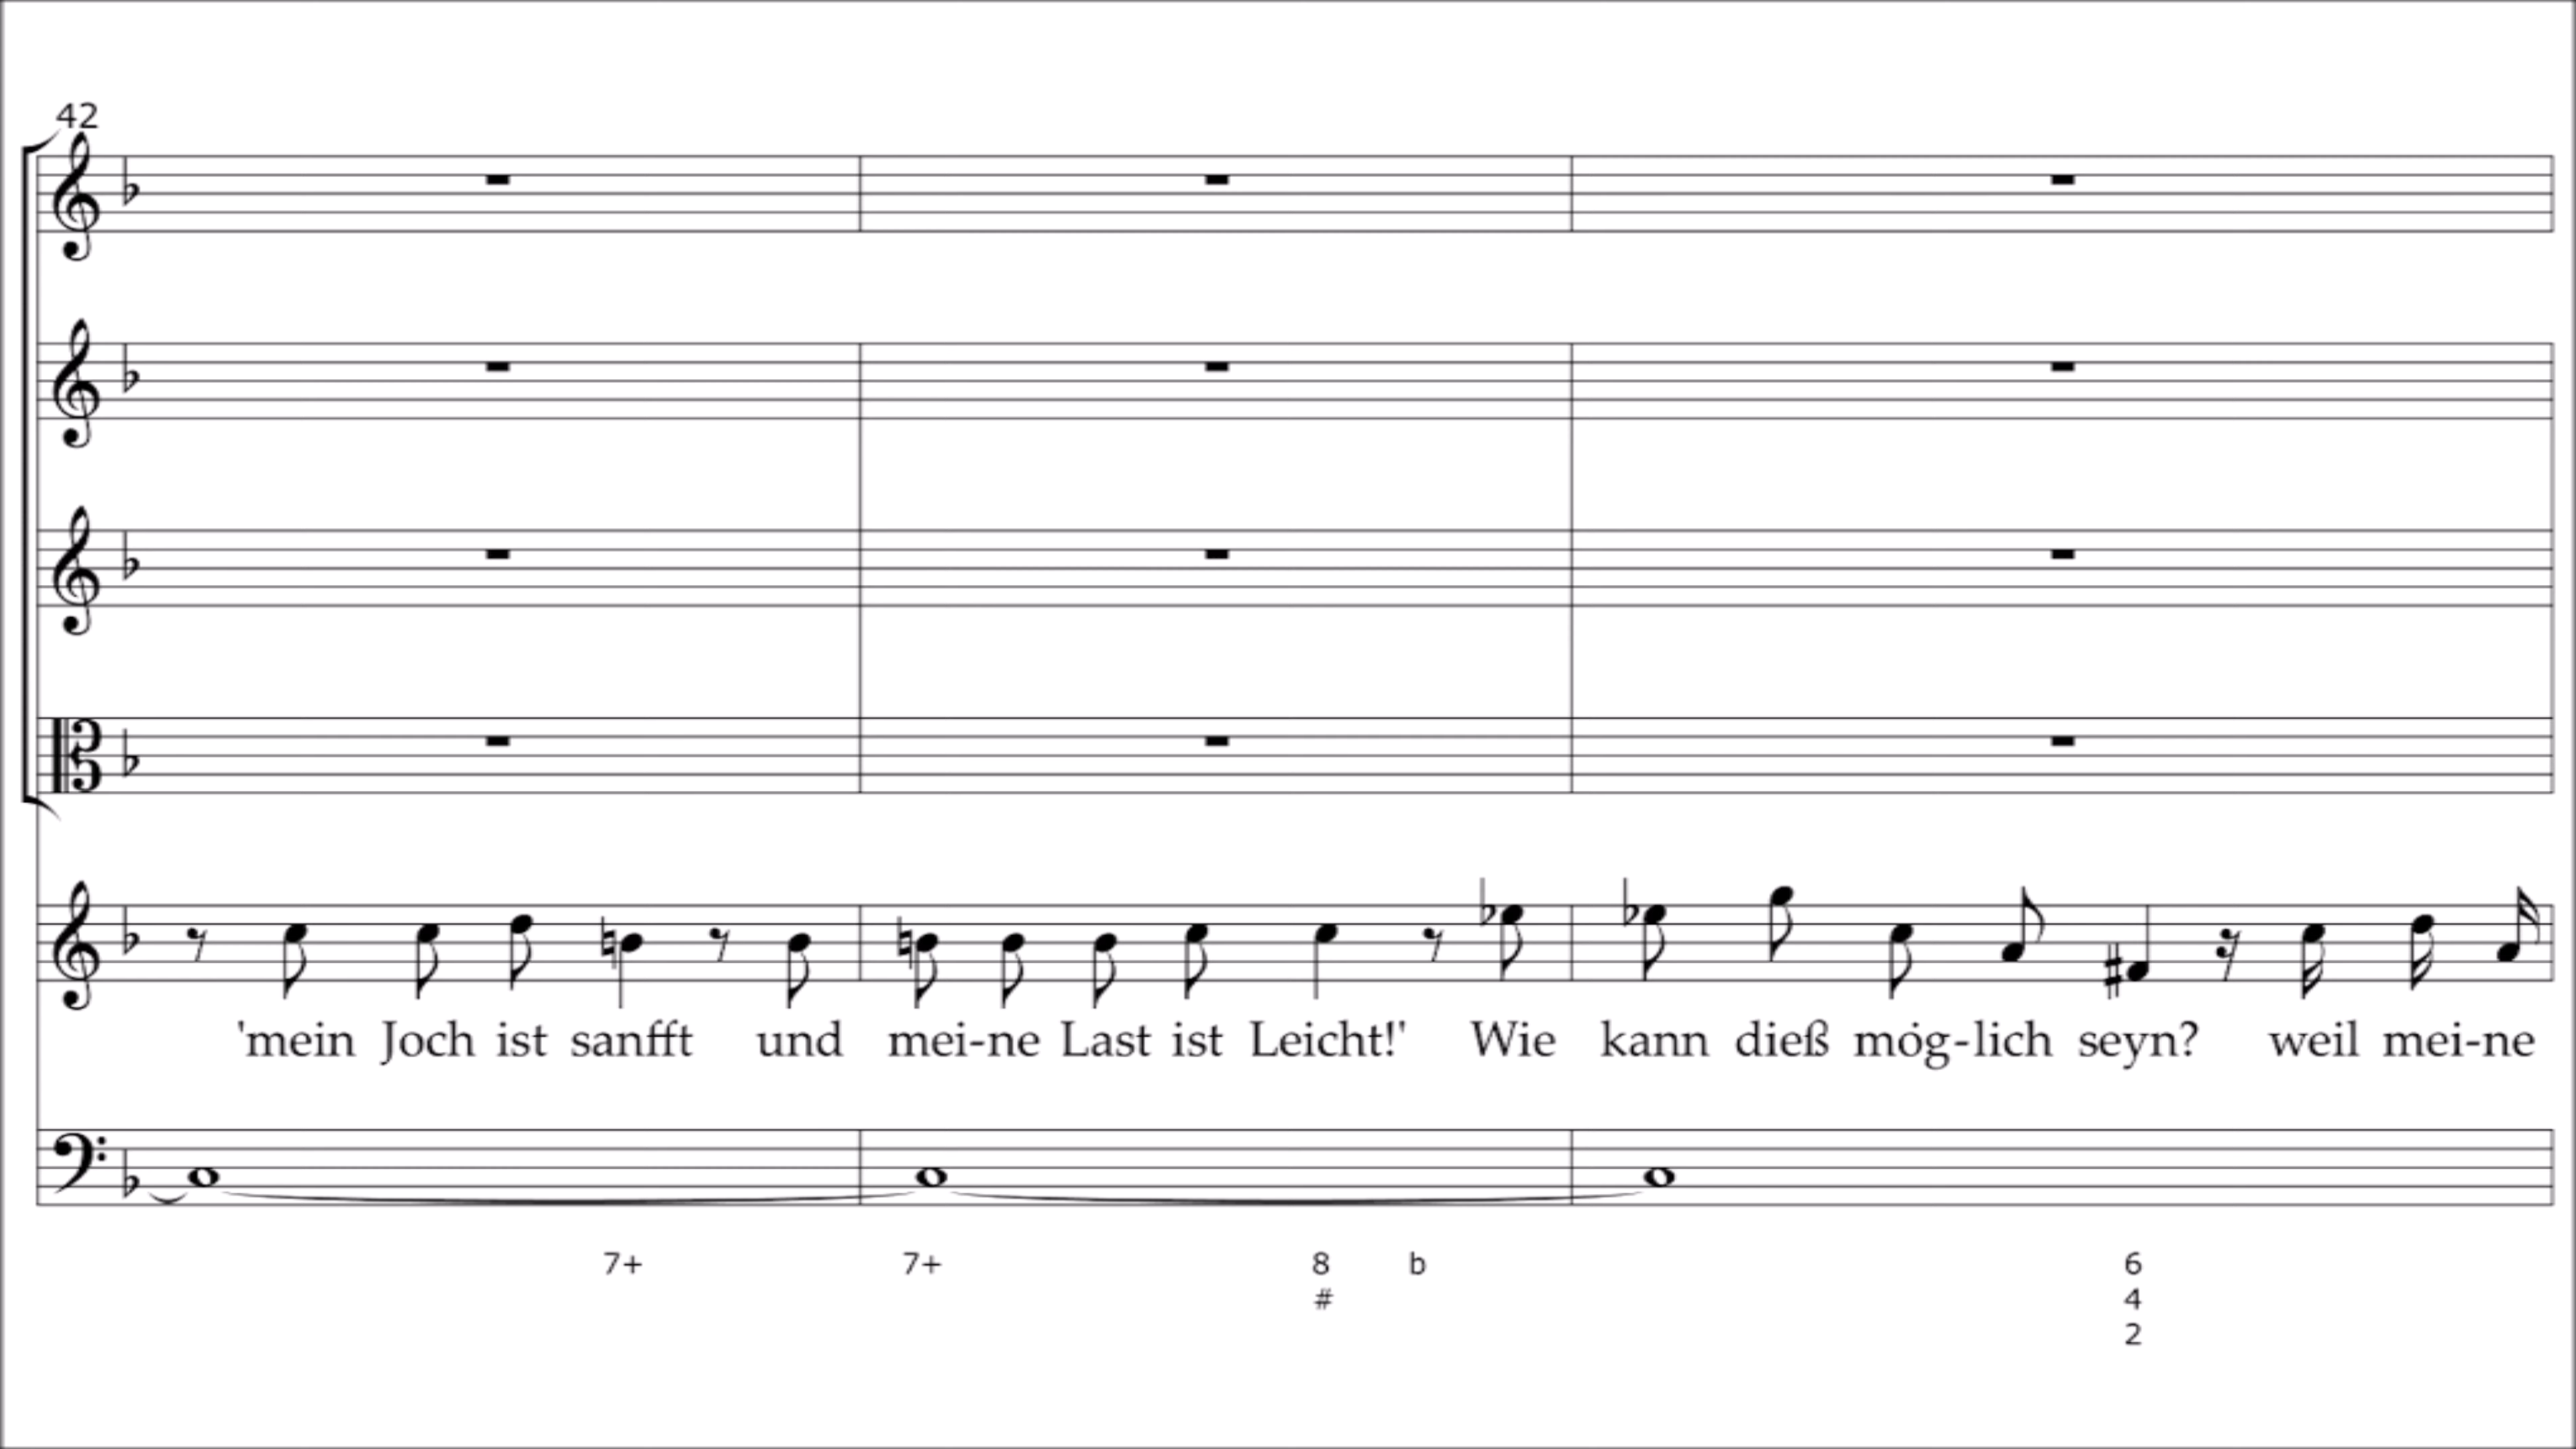 42
'mein Joch ist sanfft und mei-ne Last ist Leicht!' Wie kann dieß mȯg-lich seyn? weil mei-ne
7+ 7+ 8 b 6
# 4
2